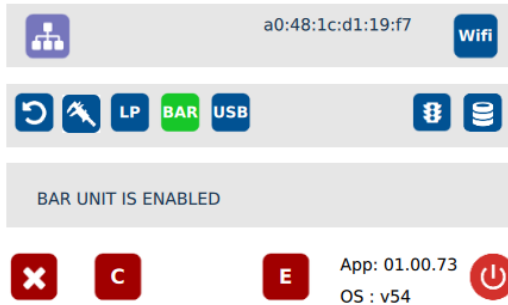 a0:48:1c:d1:19:f7 Wifi
LP BAR USB
BAR UNIT IS ENABLED
C E App: 01.00.73
OS : v54